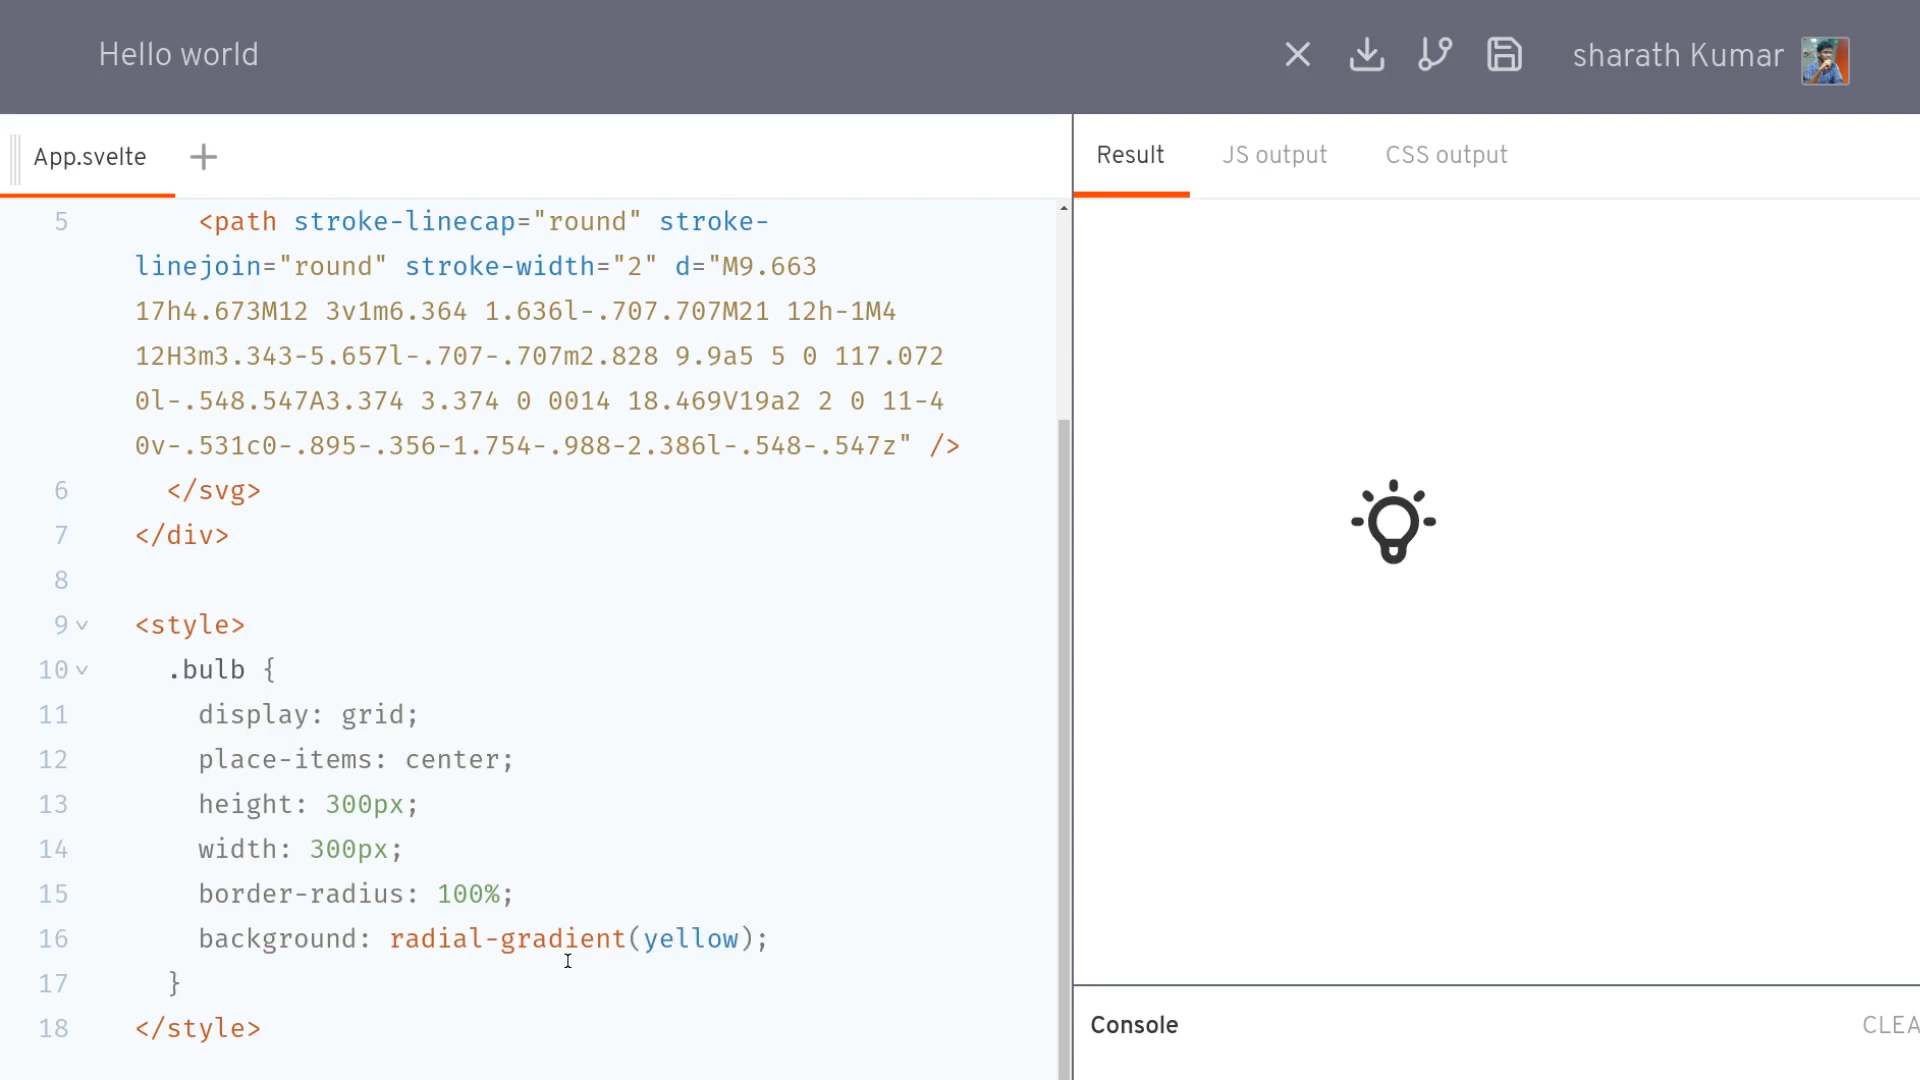 Hello world
sharath Kumar
App.svelte
Result
JS output
CSS output
5 <path stroke-linecap="round" stroke-
linejoin="round" stroke-width="2" d="M9.663
17h4.673M12 3v1m6.364 1.636l-.707.707M21 12h-1M4
12H3m3.343-5.657l-.707-.707m2.828 9.9a5 5 0 117.072
0l-.548.547A3.374 3.374 0 0014 18.469V19a2 2 0 11-4
0v-.531c0-.895-.356-1.754-.988-2.386l-.548-.547z" />
6 </svg>
7 </div>
8
9 <style>
10 .bulb {
11 display: grid;
12 place-items: center;
13 height: 300px;
14 width: 300px;
15 border-radius: 100%;
16 background: radial-gradient(yellow);
17 }
18 </style>
Console
CLEA